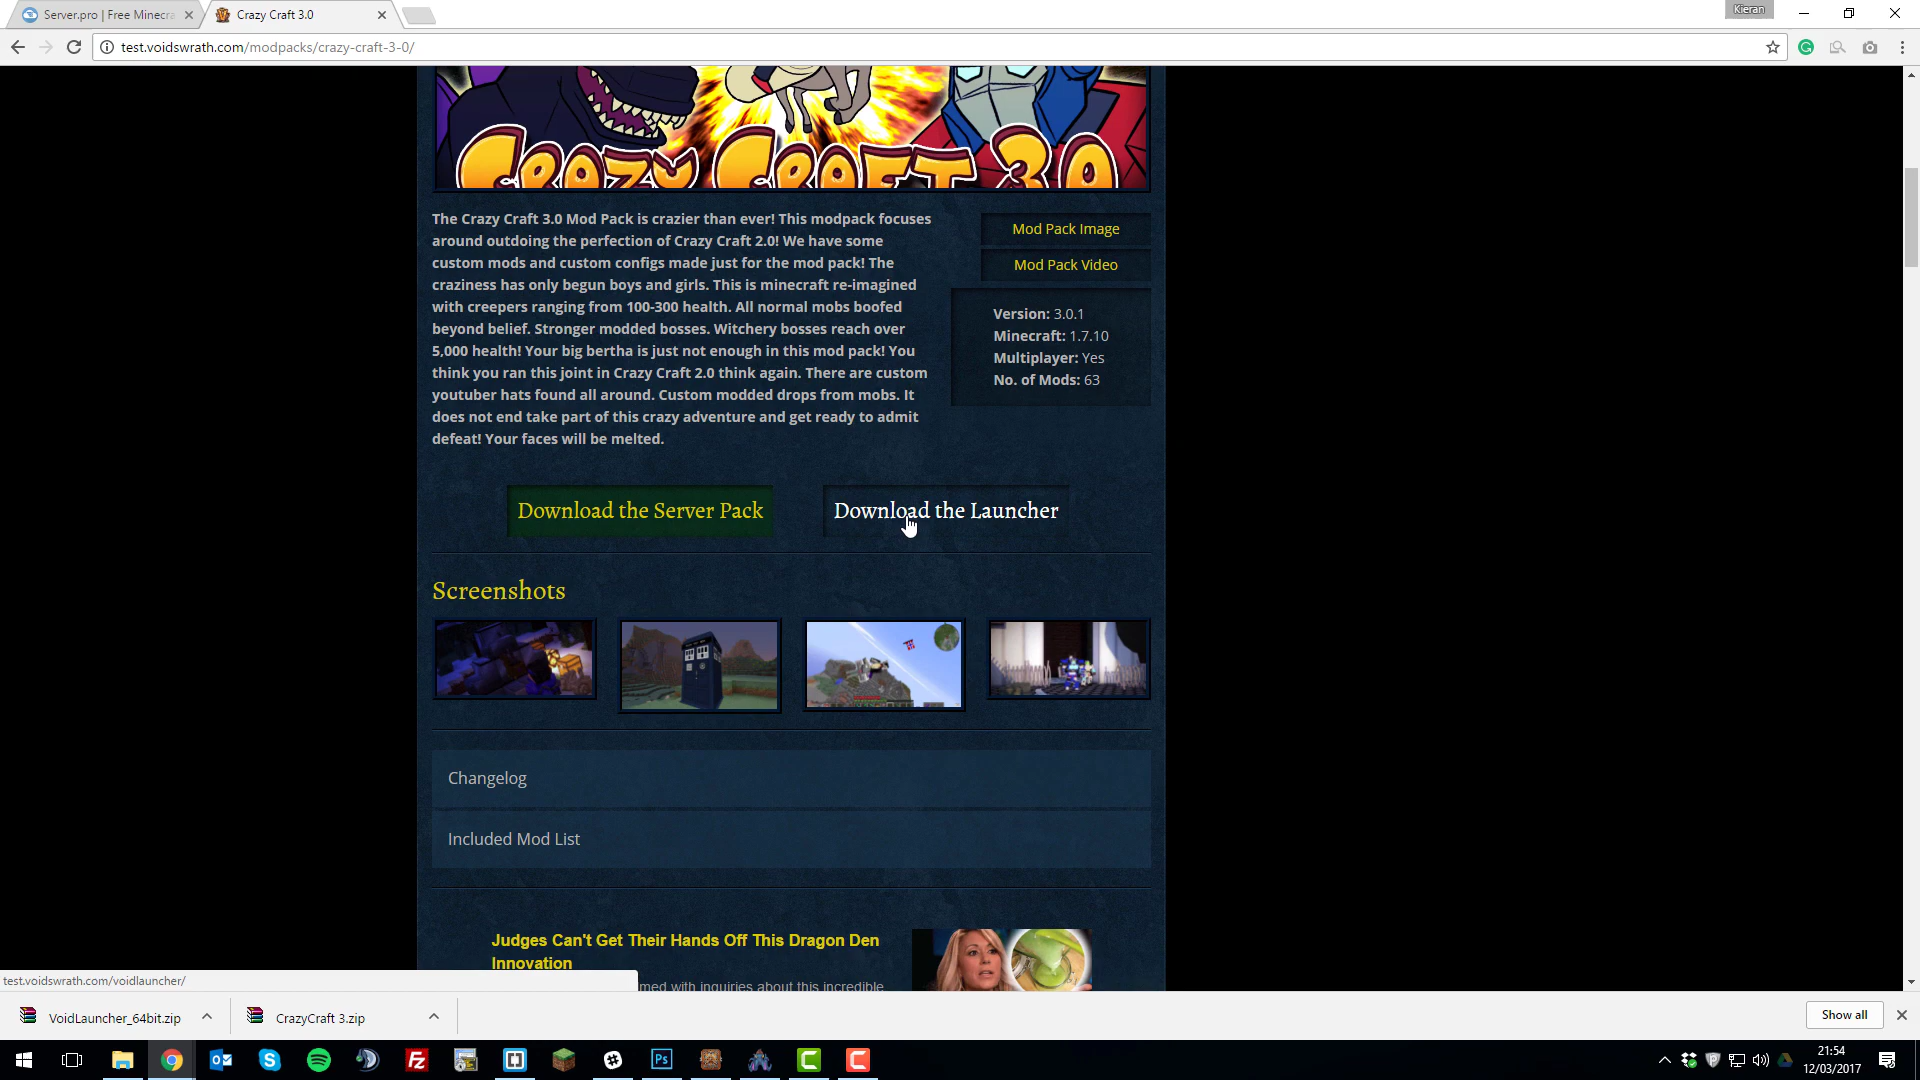 Server.pro | Free Minecra
Crazy Craft 3.0
Kieran
test.voidswrath.com/modpacks/crazy-craft-3-0/
CRAZY CRAFT 3.0
The Crazy Craft 3.0 Mod Pack is crazier than ever! This modpack focuses
around outdoing the perfection of Crazy Craft 2.0! We have some
custom mods and custom configs made just for the mod pack! The
craziness has only begun boys and girls. This is minecraft re-imagined
with creepers ranging from 100-300 health. All normal mobs boofed
beyond belief. Stronger modded bosses. Witchery bosses reach over
5,000 health! Your big bertha is just not enough in this mod pack! You
think you ran this joint in Crazy Craft 2.0 think again. There are custom
youtuber hats found all around. Custom modded drops from mobs. It
does not end take part of this crazy adventure and get ready to admit
defeat! Your faces will be melted.
Mod Pack Image
Mod Pack Video
Version: 3.0.1
Minecraft: 1.7.10
Multiplayer: Yes
No. of Mods: 63
Download the Server Pack
Download the Launcher
Screenshots
Changelog
Included Mod List
Judges Can't Get Their Hands Off This Dragon Den
Innovation
med with inquiries about this incredible
test.voidswrath.com/voidlauncher/
VoidLauncher_64bit.zip
CrazyCraft 3.zip
Show all
21:54
12/03/2017